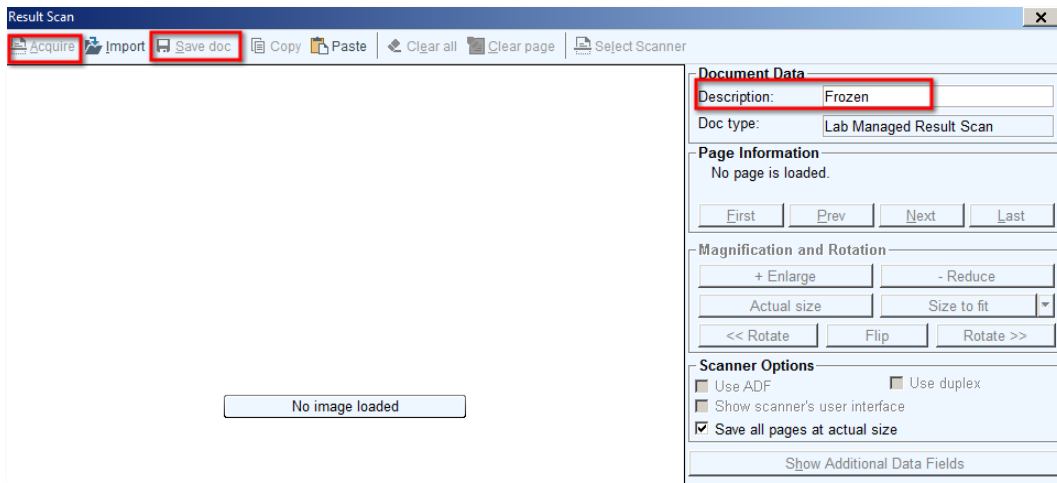 Result Scan
Acquire Import Save doc Copy Paste Clear all Clear page Select Scanner
Document Data
Description: Frozen
Doc type: Lab Managed Result Scan
Page Information
No page is loaded.
First Prev Next Last
Magnification and Rotation
+ Enlarge - Reduce
Actual size Size to fit
<< Rotate Flip Rotate >>
Scanner Options
Use ADF Use duplex
Show scanner's user interface
Save all pages at actual size
Show Additional Data Fields
No image loaded